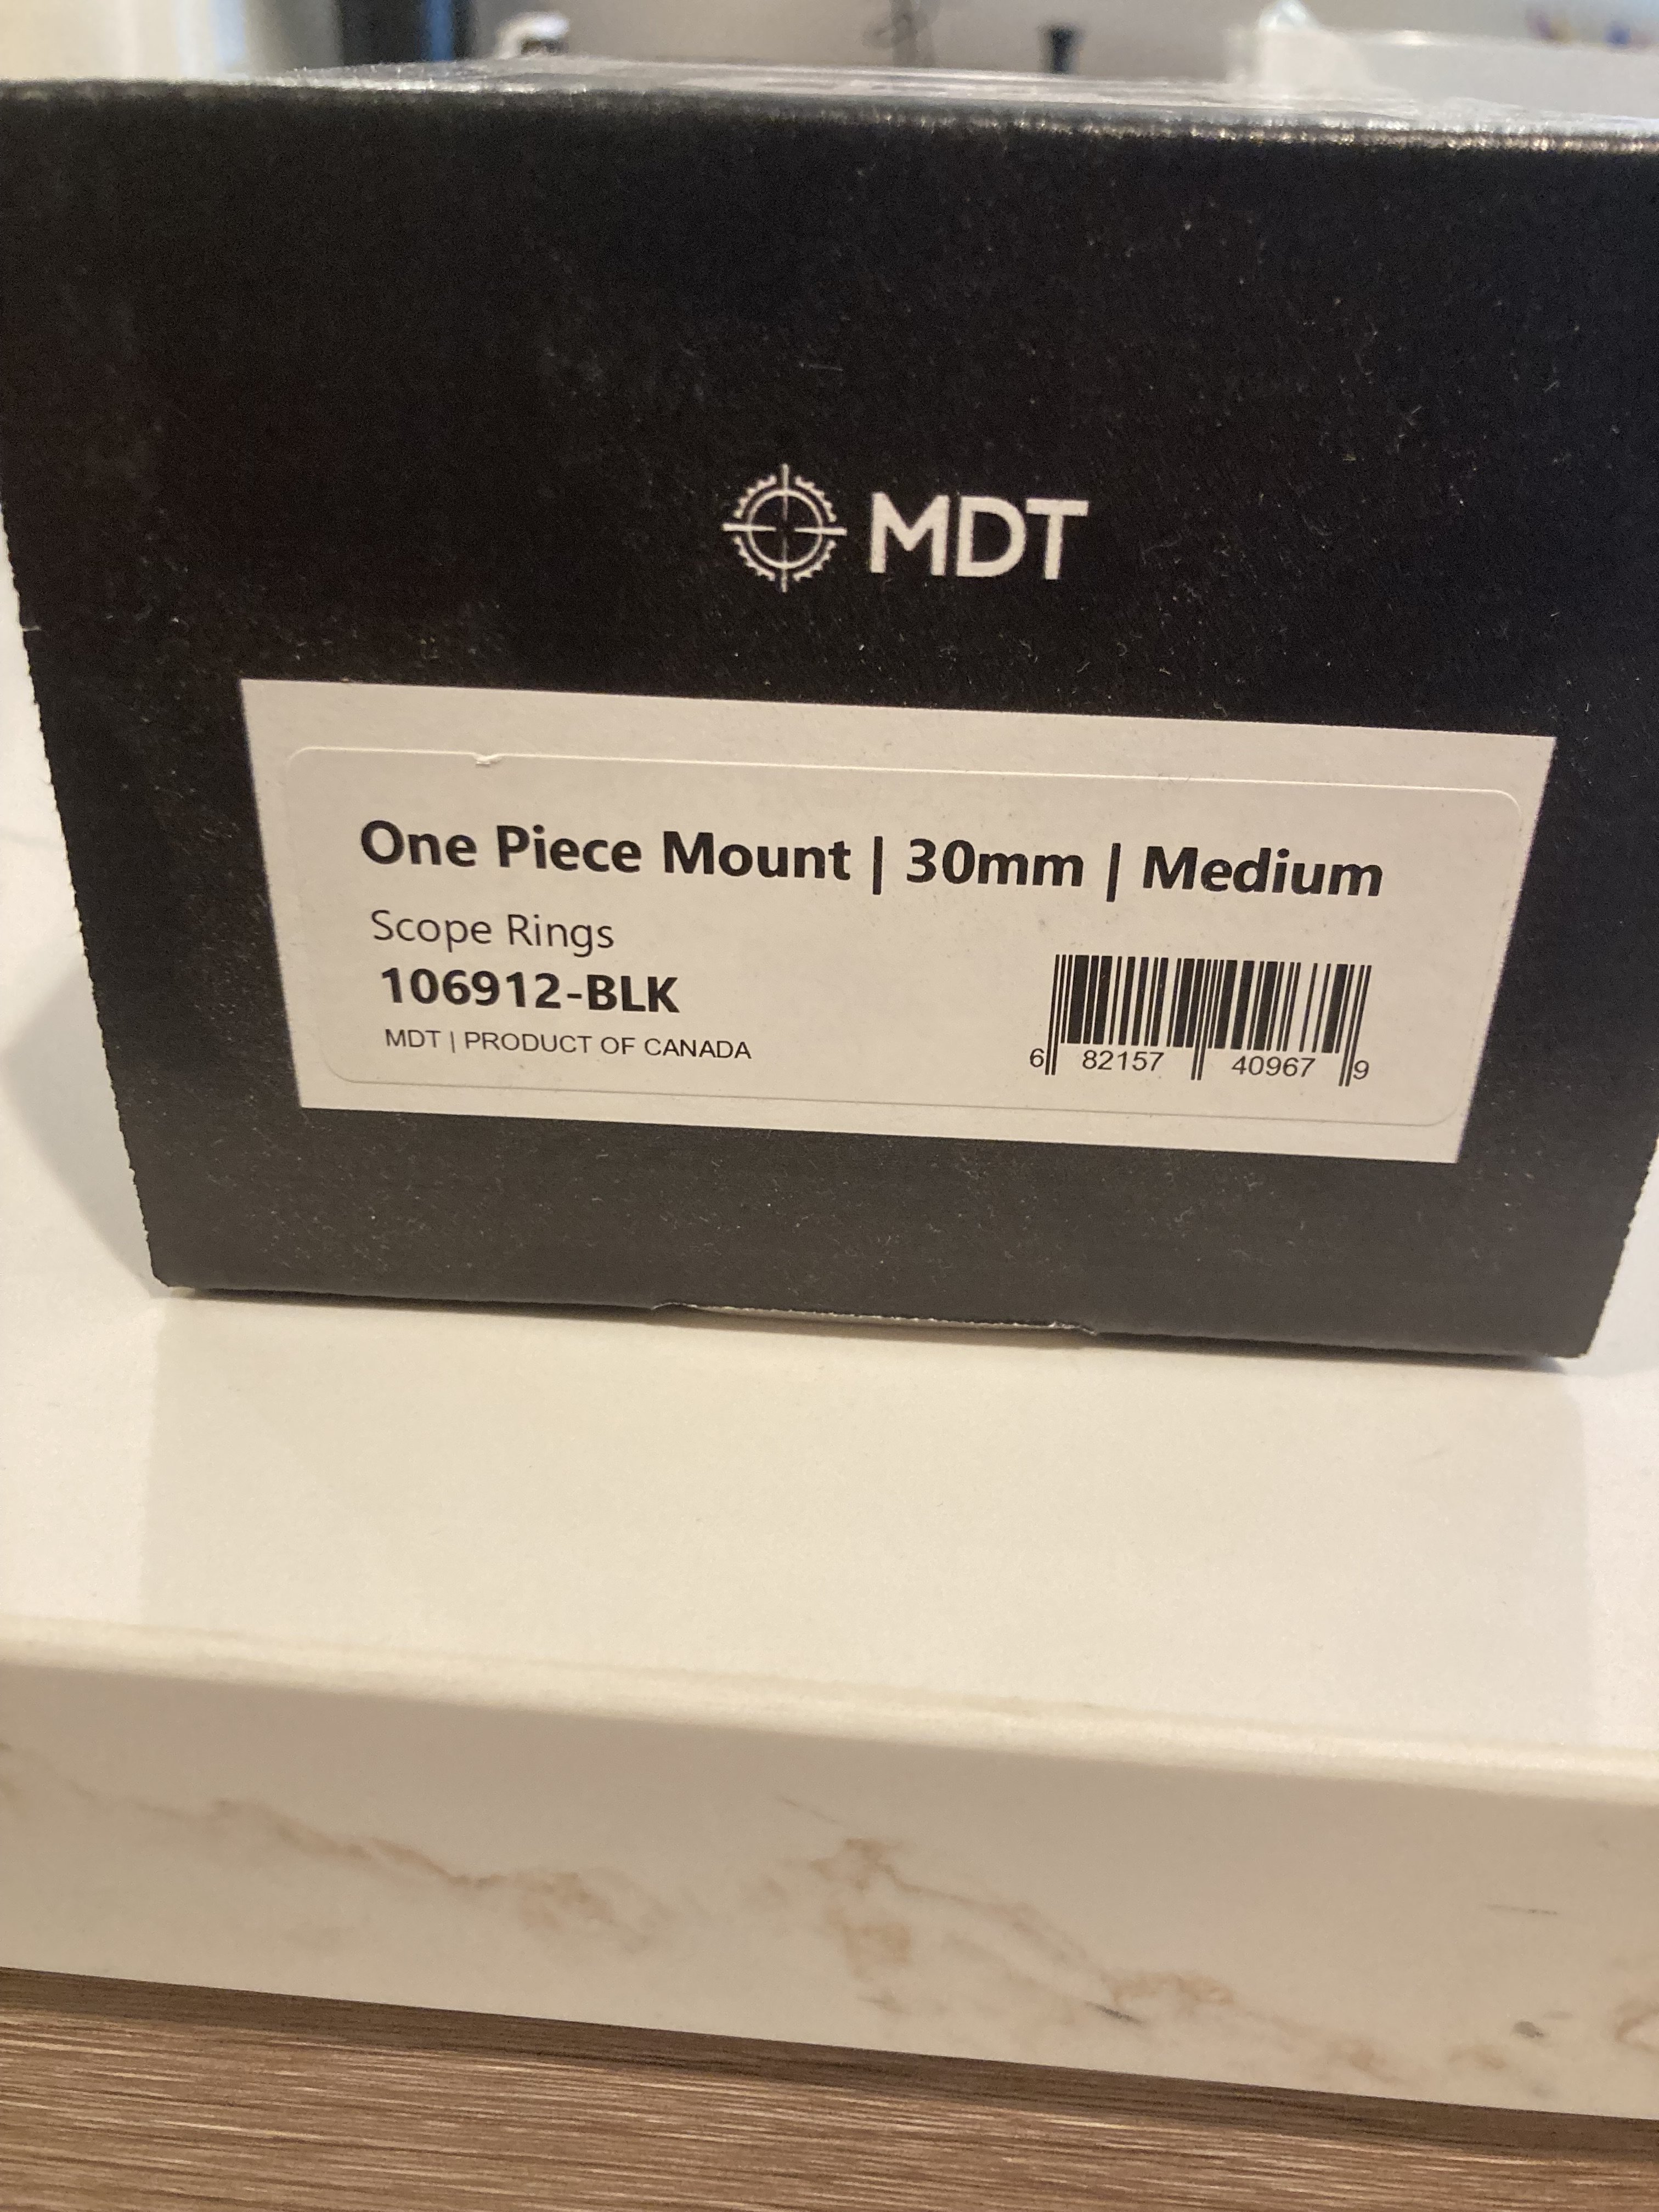 MDT
One Piece Mount | 30mm | Medium
Scope Rings
106912-BLK
MDT | PRODUCT OF CANADA
6 82157 40967 9